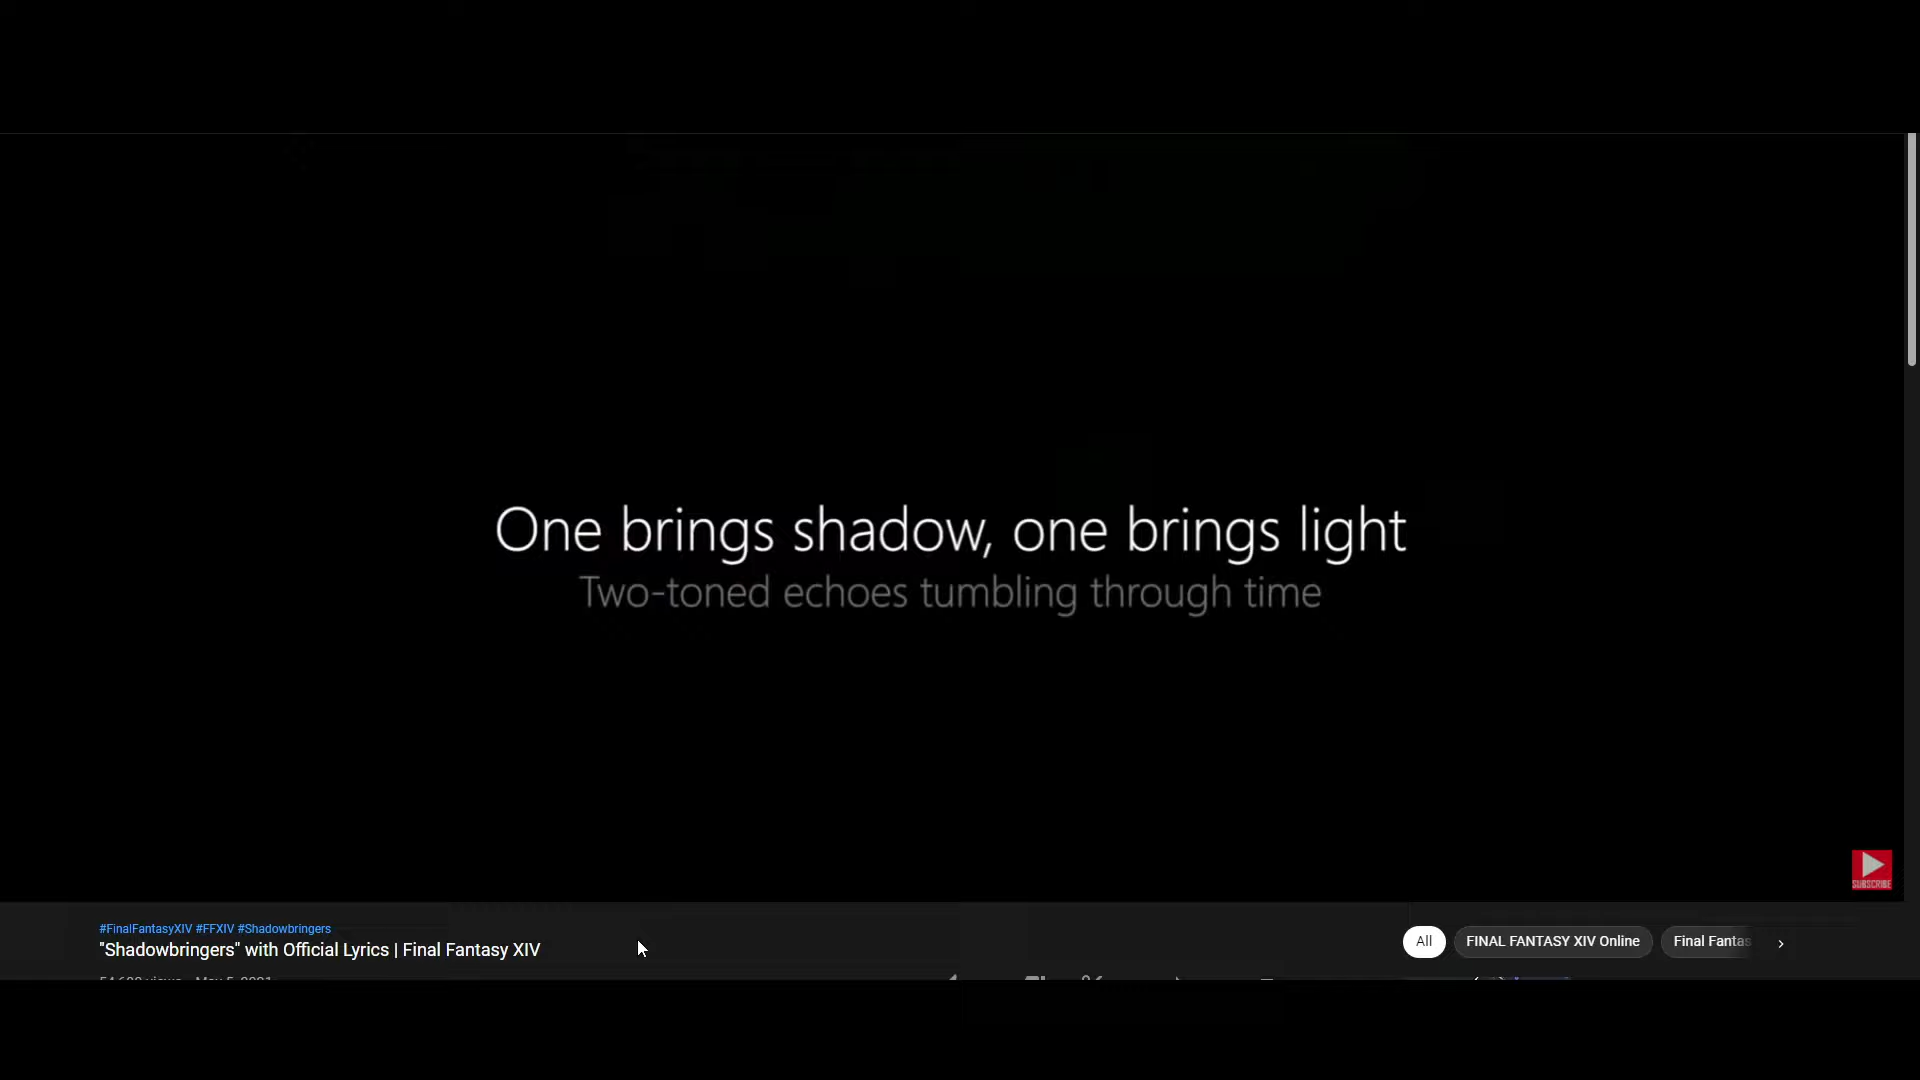 One brings shadow, one brings light
Two-toned echoes tumbling through time
SUBSCRIBE
#FinalFantasyXIV #FFXIV #Shadowbringers
"Shadowbringers" with Official Lyrics | Final Fantasy XIV
All
FINAL FANTASY XIV Online
Final Fantas